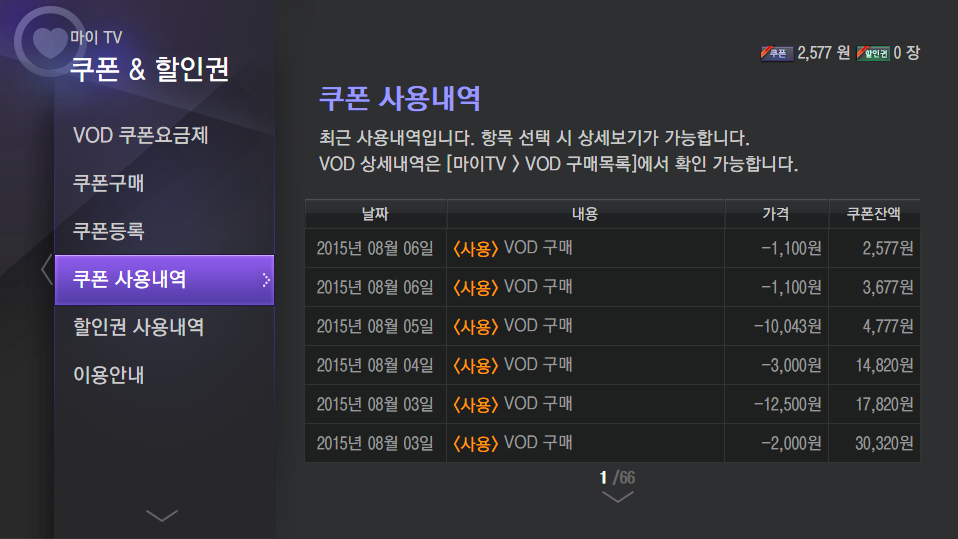 마이 TV
쿠폰 & 할인권
쿠폰 2,577 원 할인권 0 장
VOD 쿠폰요금제
쿠폰구매
쿠폰등록
쿠폰 사용내역
할인권 사용내역
이용안내
쿠폰 사용내역
최근 사용내역입니다. 항목 선택 시 상세보기가 가능합니다.
VOD 상세내역은 [마이TV > VOD 구매목록]에서 확인 가능합니다.
날짜 내용 가격 쿠폰잔액
2015년 08월 06일 <사용> VOD 구매 -1,100원 2,577원
2015년 08월 06일 <사용> VOD 구매 -1,100원 3,677원
2015년 08월 05일 <사용> VOD 구매 -10,043원 4,777원
2015년 08월 04일 <사용> VOD 구매 -3,000원 14,820원
2015년 08월 03일 <사용> VOD 구매 -12,500원 17,820원
2015년 08월 03일 <사용> VOD 구매 -2,000원 30,320원
1 /66